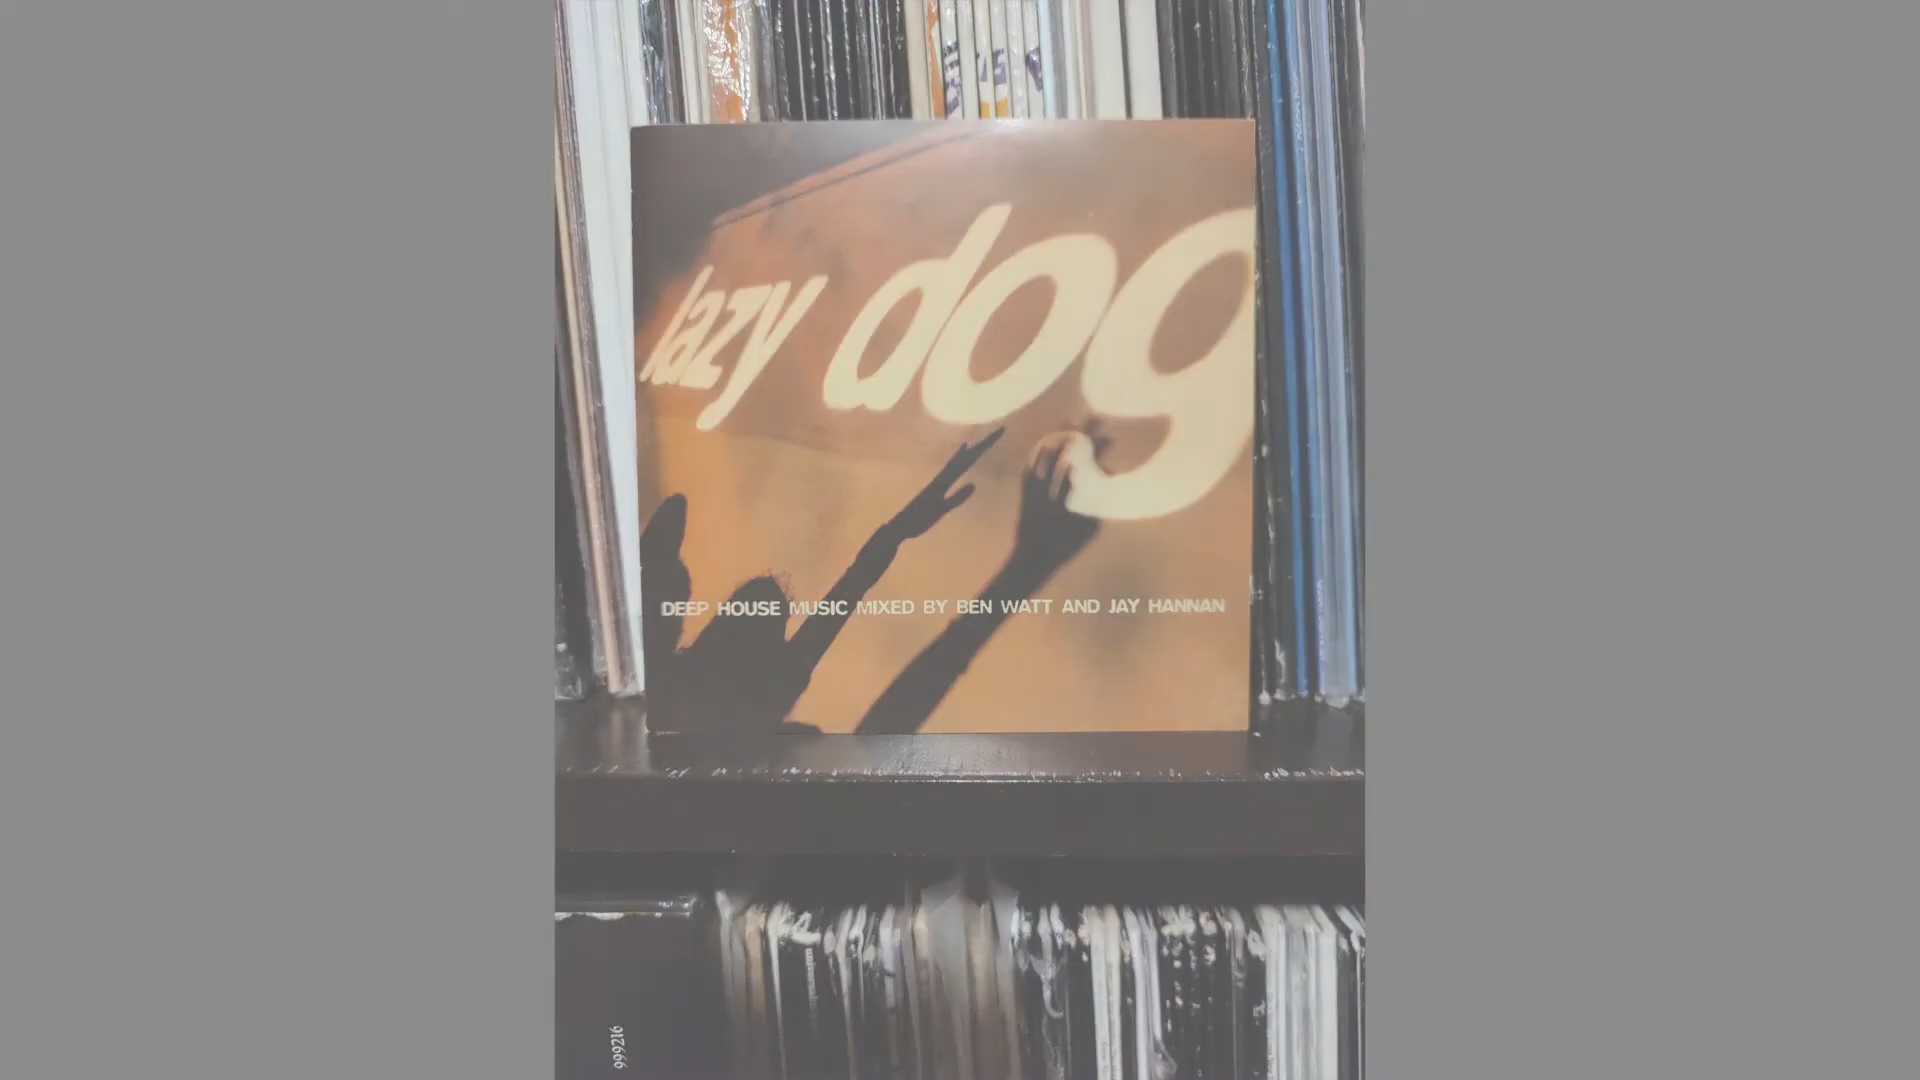 lazy dog
DEEP HOUSE MUSIC MIXED BY BEN WATT AND JAY HANNAN
999216